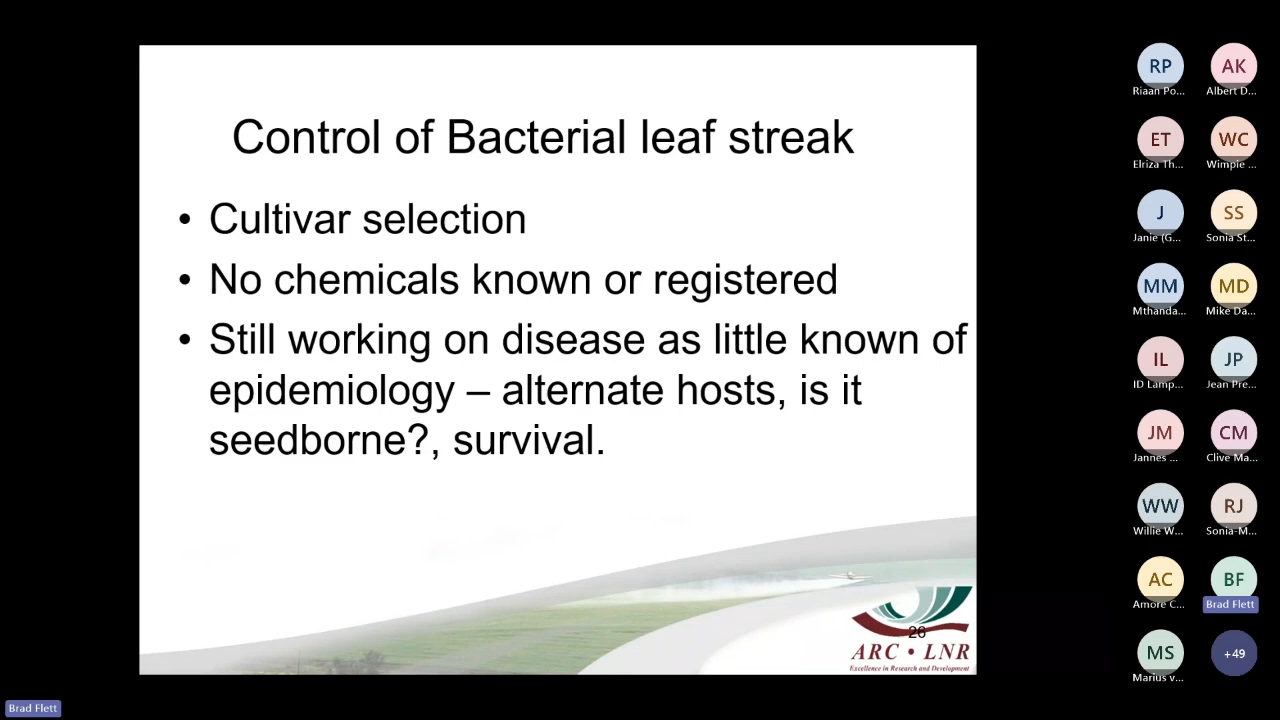 Control of Bacterial leaf streak
• Cultivar selection
• No chemicals known or registered
• Still working on disease as little known of
epidemiology – alternate hosts, is it
seedborne?, survival.
26
ARC • LNR
Excellence in Research and Development
RP
Riaan Po...
AK
Albert D...
ET
Elriza Th...
WC
Wimpie ...
J
Janie (G...
SS
Sonia St...
MM
Mthanda...
MD
Mike Da...
IL
ID Lamp...
JP
Jean Pre...
JM
Jannes ...
CM
Clive Ma...
WW
Willie W...
RJ
Sonia-M...
AC
Amore C...
BF
Brad Flett
MS
Marius v...
+49
Brad Flett